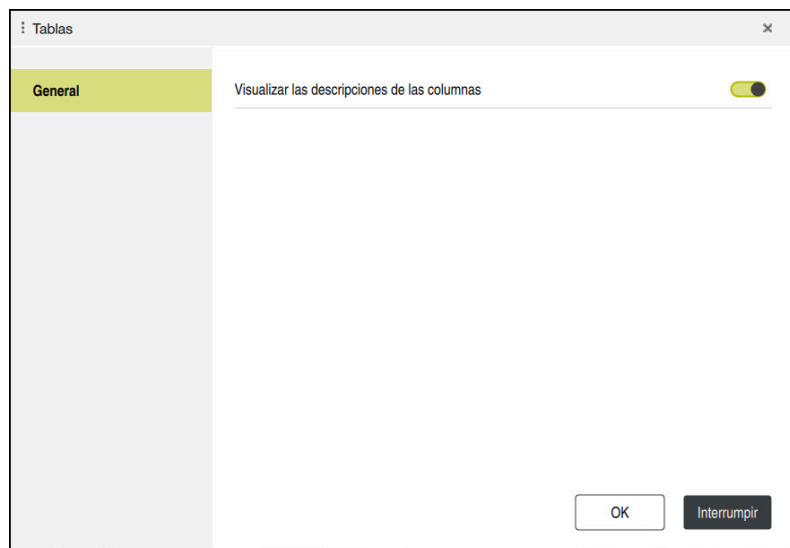 Tablas
General
Visualizar las descripciones de las columnas
OK
Interrumpir